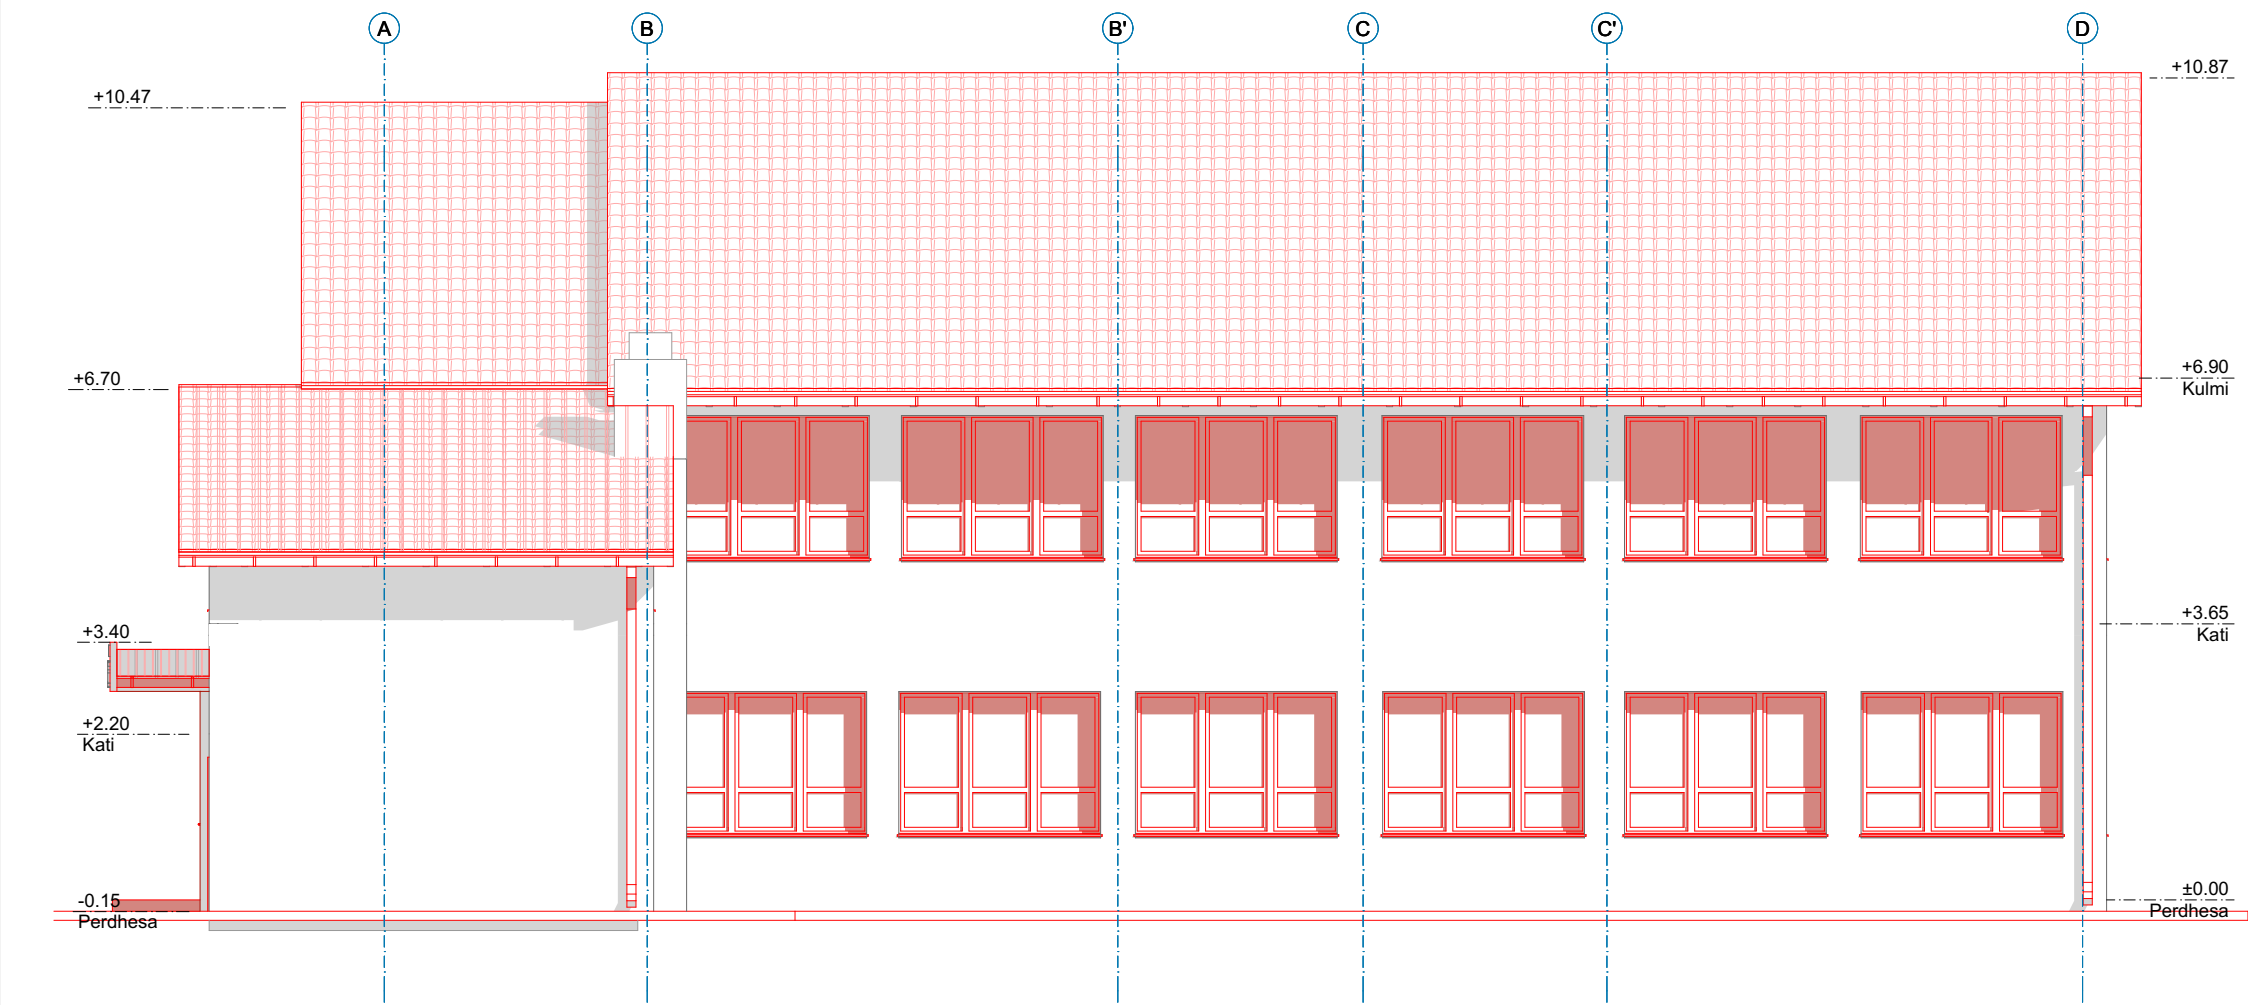 A
B
B'
C
C'
D
+10.47
+10.87
+6.70
+6.90
Kulmi
+3.40
+3.65
Kati
+2.20
Kati
-0.15
Perdhesa
±0.00
Perdhesa